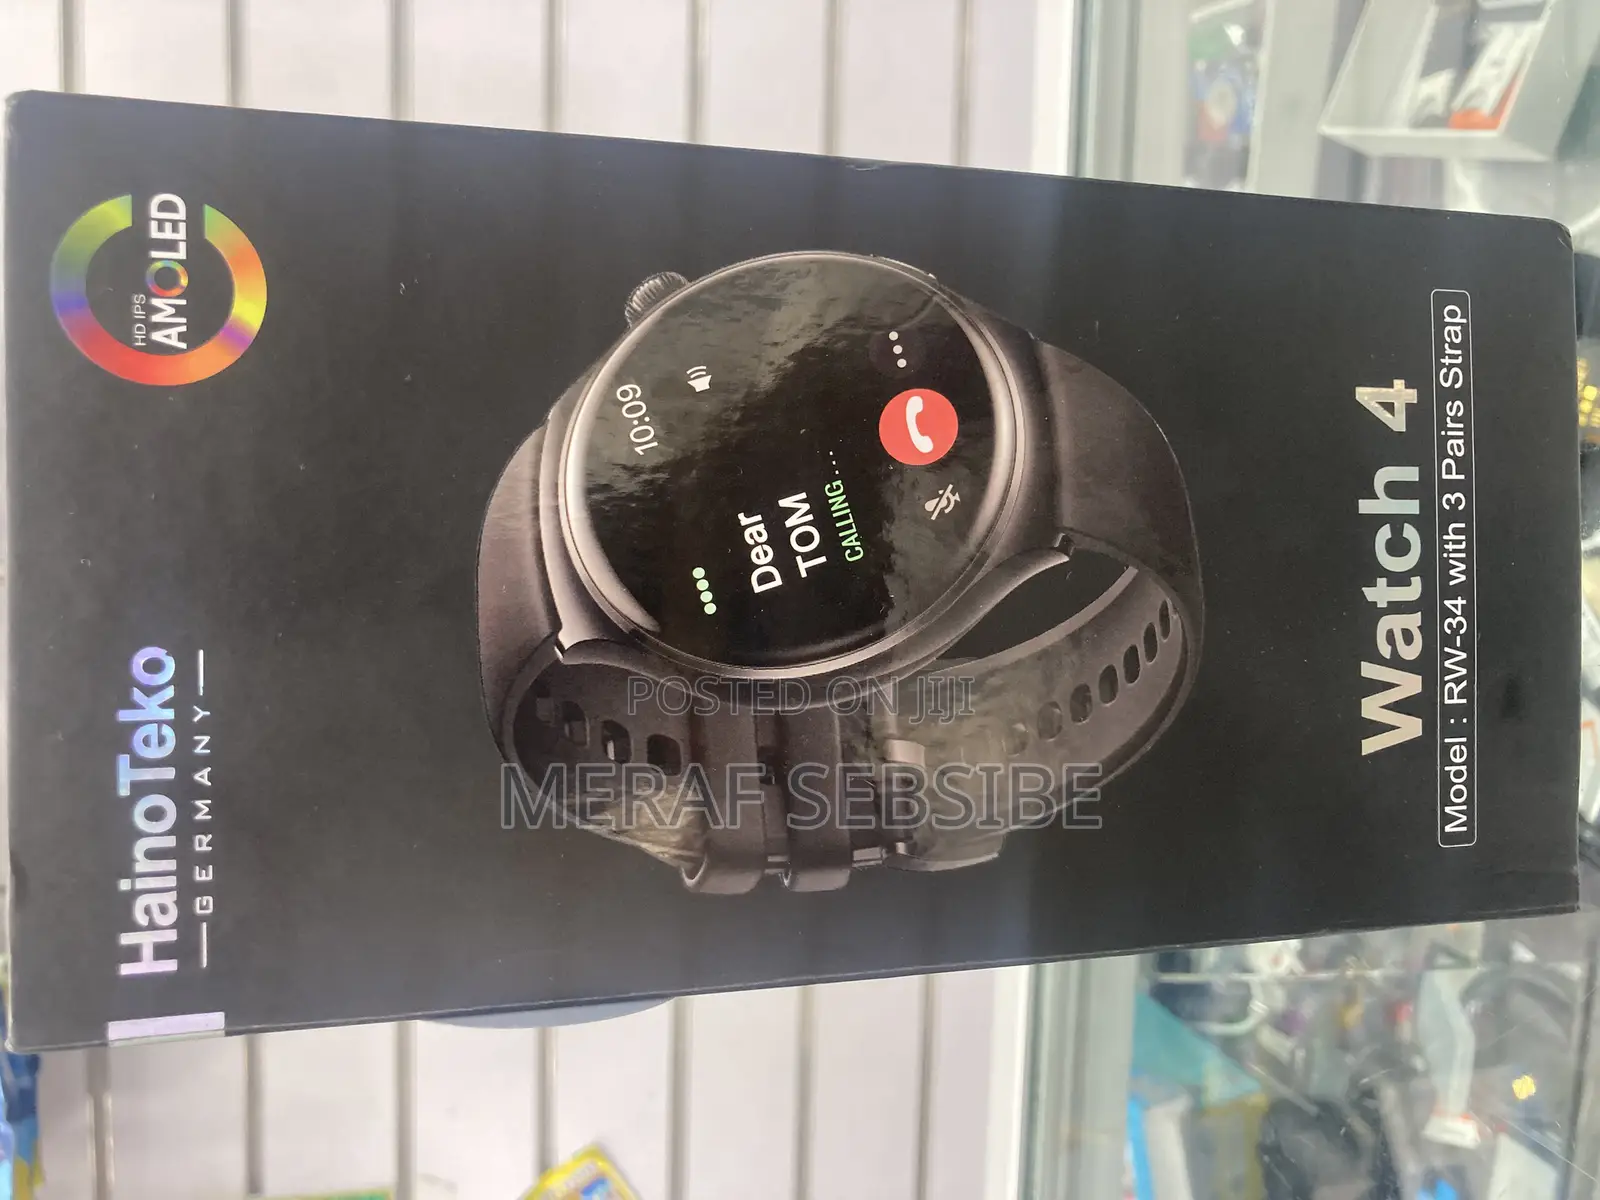 HainoTeko
GERMANY
HD IPS
AMOLED
10:09
Dear
TOM
CALLING...
Watch 4
Model : RW-34 with 3 Pairs Strap
POSTED ON JIJI
MERAF SEBSIBE